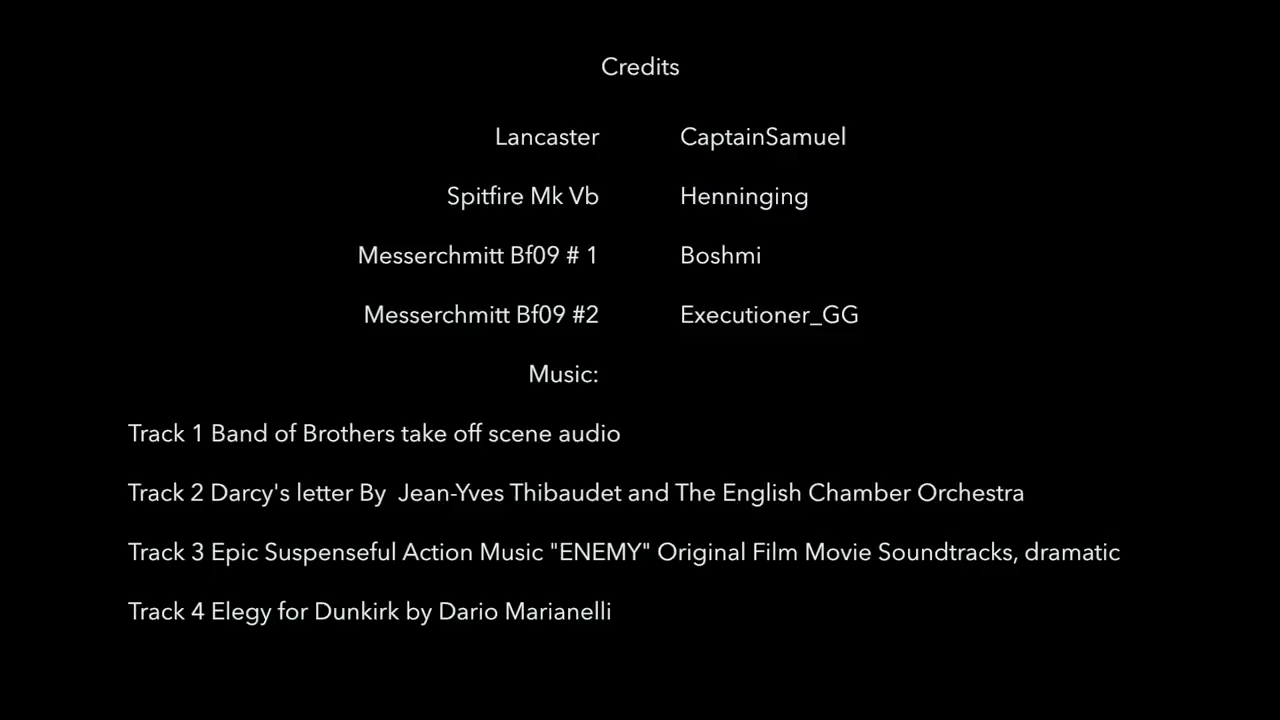 Credits
Lancaster CaptainSamuel
Spitfire Mk Vb Henninging
Messerchmitt Bf09 # 1 Boshmi
Messerchmitt Bf09 #2 Executioner_GG
Music:
Track 1 Band of Brothers take off scene audio
Track 2 Darcy's letter By  Jean-Yves Thibaudet and The English Chamber Orchestra
Track 3 Epic Suspenseful Action Music "ENEMY" Original Film Movie Soundtracks, dramatic
Track 4 Elegy for Dunkirk by Dario Marianelli